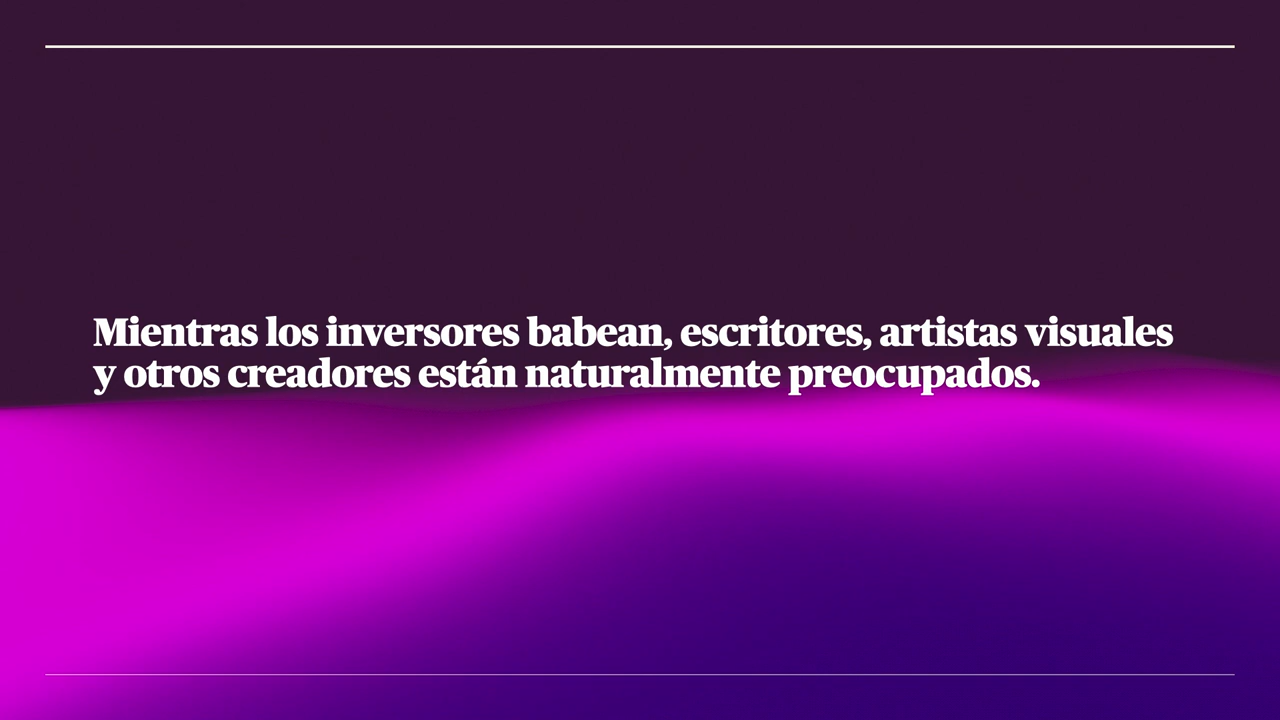 Mientras los inversores babean, escritores, artistas visuales
y otros creadores están naturalmente preocupados.